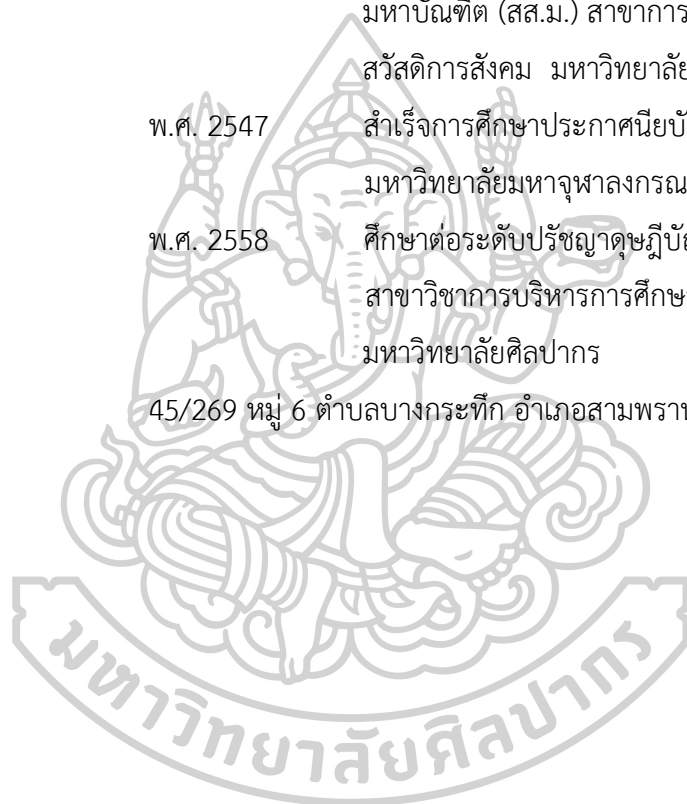 มหาบัณฑิต (สส.ม.) สาขาการ
สวัสดิการสังคม มหาวิทยาลัย
พ.ศ. 2547 สำเร็จการศึกษาประกาศนียบั
มหาวิทยาลัยมหาจุฬาลงกรณ
พ.ศ. 2558 ศึกษาต่อระดับปรัชญาดุษฎีบั
สาขาวิชาการบริหารการศึกษ
มหาวิทยาลัยศิลปากร
45/269 หมู่ 6 ตำบลบางกระทึก อำเภอสามพราน
มหาวิทยาลัยศิลปากร